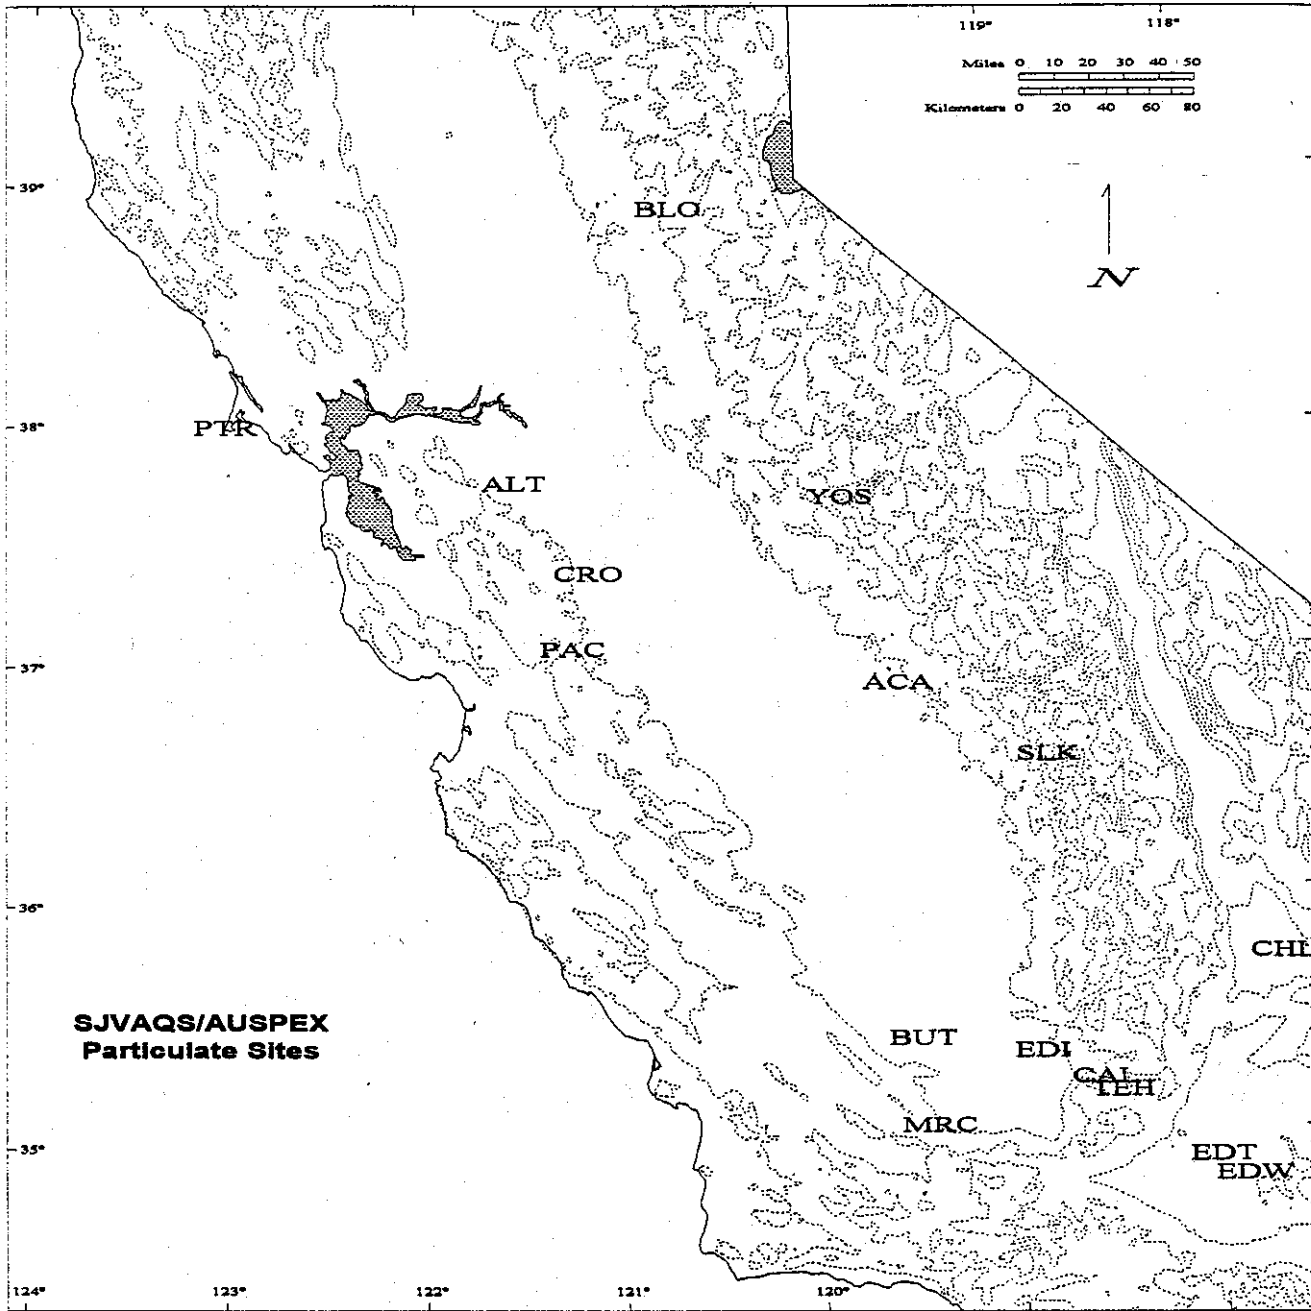 119° 118°
Miles 0 10 20 30 40 50
Kilometers 0 20 40 60 80
39°
BLO
N
38°
PTR
ALT
YOS
CRO
PAC
37°
ACA
SLK
36°
CHL
SJVAQS/AUSPEX
Particulate Sites
BUT
EDI
CAL
TEH
MRC
35°
EDT
EDW
34°
124° 123° 122° 121° 120°